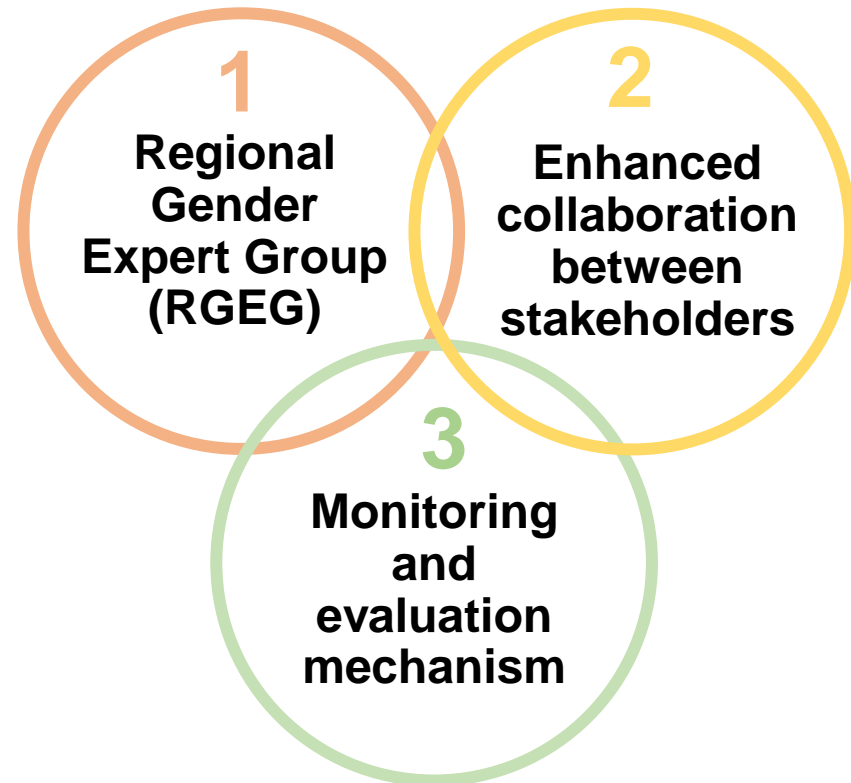 1
Regional
Gender
Expert Group
(RGEG)
2
Enhanced
collaboration
between
stakeholders
3
Monitoring
and
evaluation
mechanism